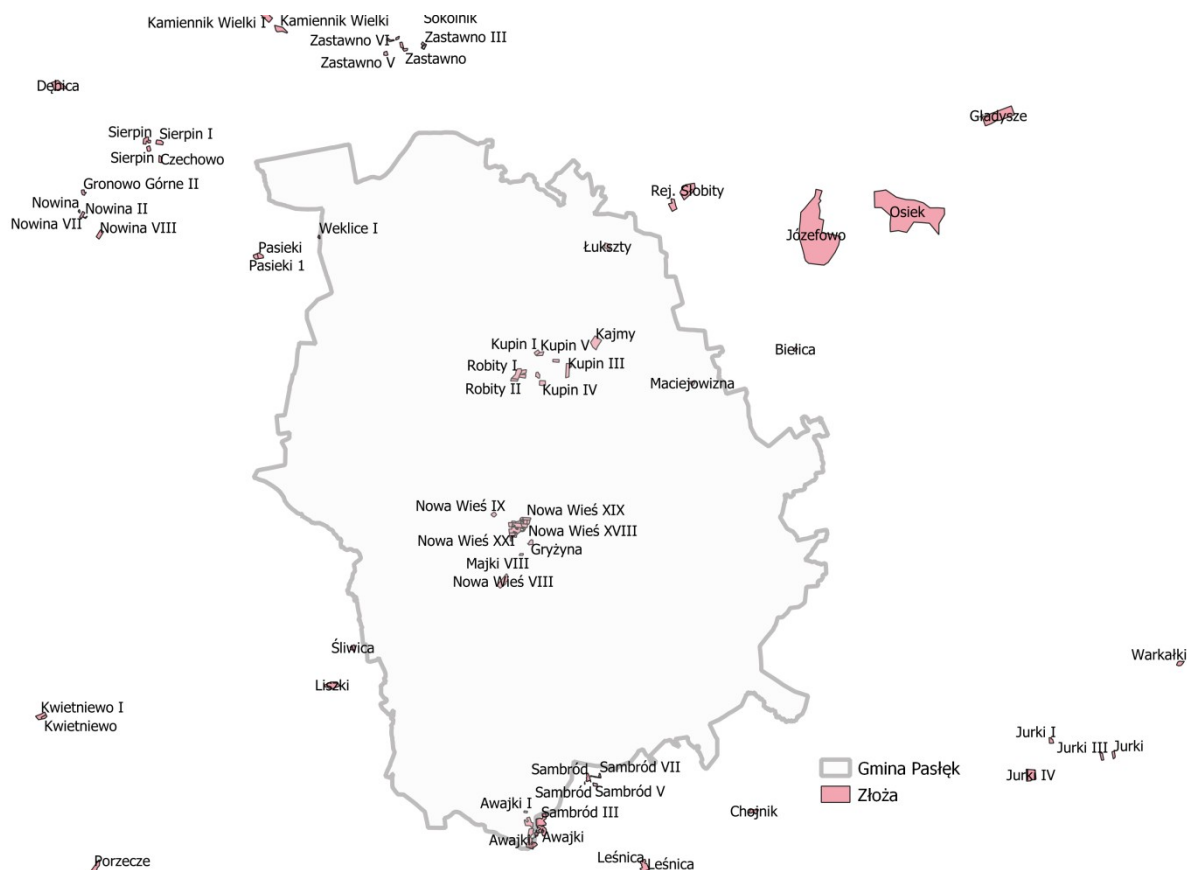 Kamiennik Wielki I
Kamiennik Wielki
Sokolnik
Zastawno VI
Zastawno III
Zastawno V
Zastawno
Dębica
Gładysze
Sierpin
Sierpin I
Sierpin
Czechowo
Gronowo Górne II
Rej. Słobity
Nowina
Nowina II
Osiek
Nowina VII
Nowina VIII
Weklice I
Józefowo
Pasieki
Łukszty
Pasieki 1
Kajmy
Kupin I
Kupin V
Bielica
Robity I
Kupin III
Maciejowizna
Robity II
Kupin IV
Nowa Wieś IX
Nowa Wieś XIX
Nowa Wieś XVIII
Nowa Wieś XXI
Gryżyna
Majki VIII
Nowa Wieś VIII
Śliwica
Warkałki
Liszki
Kwietniewo I
Kwietniewo
Jurki I
Jurki III
Jurki
Gmina Pasłęk
Sambród
Sambród VII
Jurki IV
Sambród
Sambród V
Złoża
Awajki I
Sambród III
Chojnik
Awajki
Awajki
Porzecze
Leśnica
Leśnica